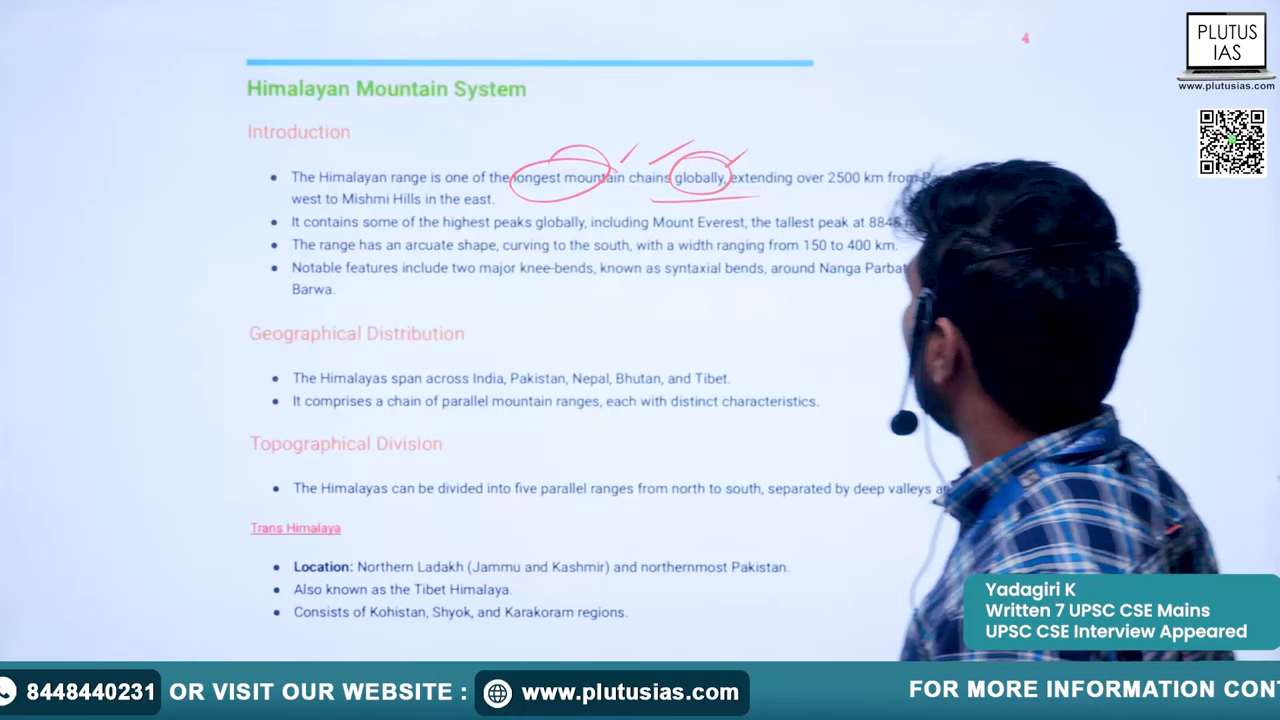 4
PLUTUS
IAS
www.plutusias.com
Himalayan Mountain System
Introduction
● The Himalayan range is one of the longest mountain chains globally, extending over 2500 km from
west to Mishmi Hills in the east.
● It contains some of the highest peaks globally, including Mount Everest, the tallest peak at 8848
● The range has an arcuate shape, curving to the south, with a width ranging from 150 to 400 km.
● Notable features include two major knee-bends, known as syntaxial bends, around Nanga Parbat
Barwa.
Geographical Distribution
● The Himalayas span across India, Pakistan, Nepal, Bhutan, and Tibet.
● It comprises a chain of parallel mountain ranges, each with distinct characteristics.
Topographical Division
● The Himalayas can be divided into five parallel ranges from north to south, separated by deep valleys
Trans Himalaya
● Location: Northern Ladakh (Jammu and Kashmir) and northernmost Pakistan.
● Also known as the Tibet Himalaya.
● Consists of Kohistan, Shyok, and Karakoram regions.
Yadagiri K
Written 7 UPSC CSE Mains
UPSC CSE Interview Appeared
8448440231 OR VISIT OUR WEBSITE : www.plutusias.com FOR MORE INFORMATION CONT